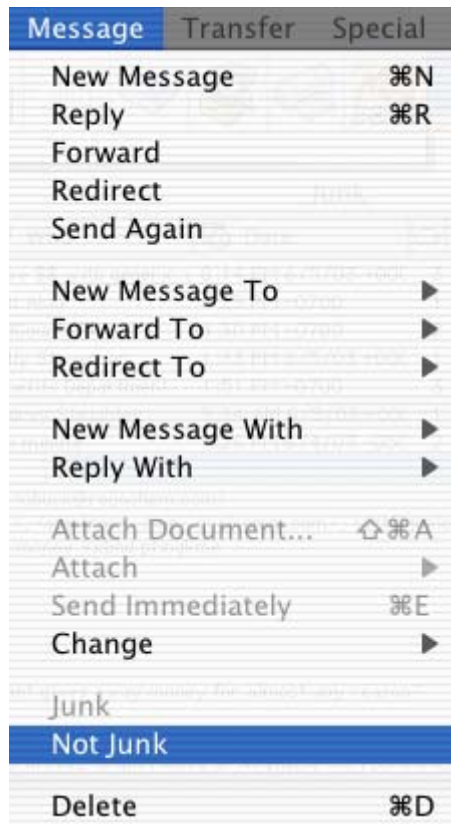 Message Transfer Special
New Message ⌘N
Reply ⌘R
Forward
Redirect
Send Again
New Message To
Forward To
Redirect To
New Message With
Reply With
Attach Document... ⇧⌘A
Attach
Send Immediately ⌘E
Change
Junk
Not Junk
Delete ⌘D